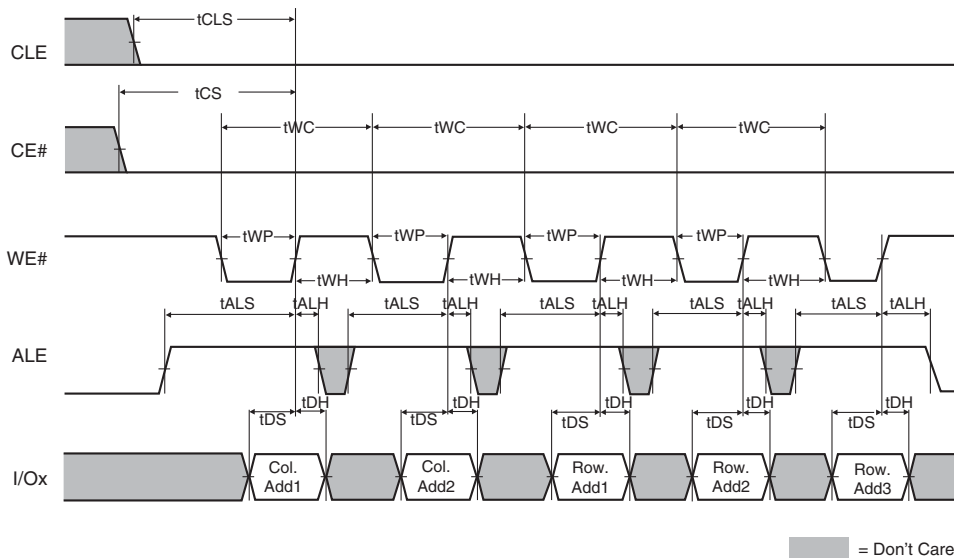 tCLS
CLE
tCS
tWC tWC tWC tWC
CE#
tWP tWP tWP tWP
WE#
tWH tWH tWH tWH
tALS tALH tALS tALH tALS tALH tALS tALH tALS tALH
ALE
tDH tDH tDH tDH tDH
tDS tDS tDS tDS tDS
I/Ox
Col. Add1
Col. Add2
Row. Add1
Row. Add2
Row. Add3
= Don't Care